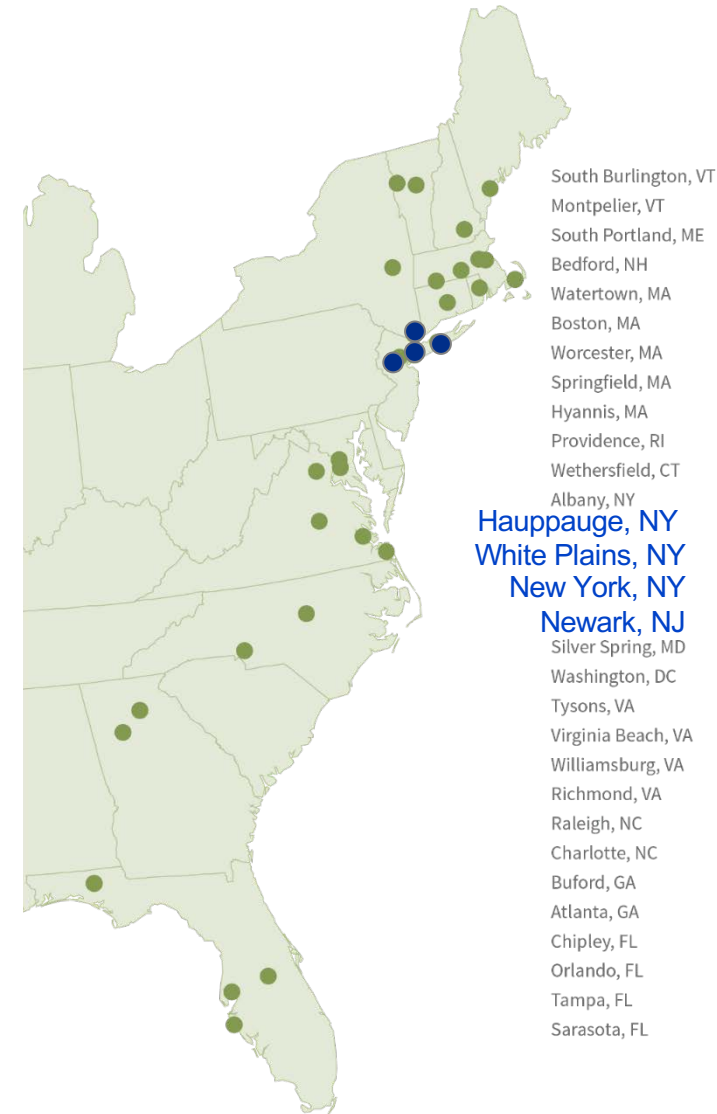 South Burlington, VT
Montpelier, VT
South Portland, ME
Bedford, NH
Watertown, MA
Boston, MA
Worcester, MA
Springfield, MA
Hyannis, MA
Providence, RI
Wethersfield, CT
Albany, NY
Hauppauge, NY
White Plains, NY
New York, NY
Newark, NJ
Silver Spring, MD
Washington, DC
Tysons, VA
Virginia Beach, VA
Williamsburg, VA
Richmond, VA
Raleigh, NC
Charlotte, NC
Buford, GA
Atlanta, GA
Chipley, FL
Orlando, FL
Tampa, FL
Sarasota, FL